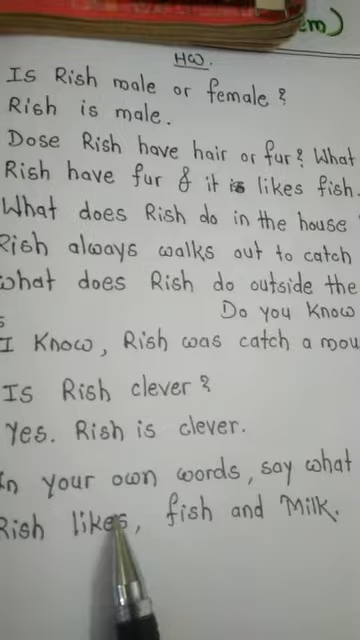 em)
HW.
Is Rish male or female?
Rish is male.
Dose Rish have hair or fur? What
Rish have fur & it is likes fish.
What does Rish do in the house
Rish always walks out to catch
what does Rish do outside the
Do you Know
s
I Know, Rish was catch a mou
Is Rish clever?
Yes. Rish is clever.
In your own words, say what
Rish likes, fish and Milk.